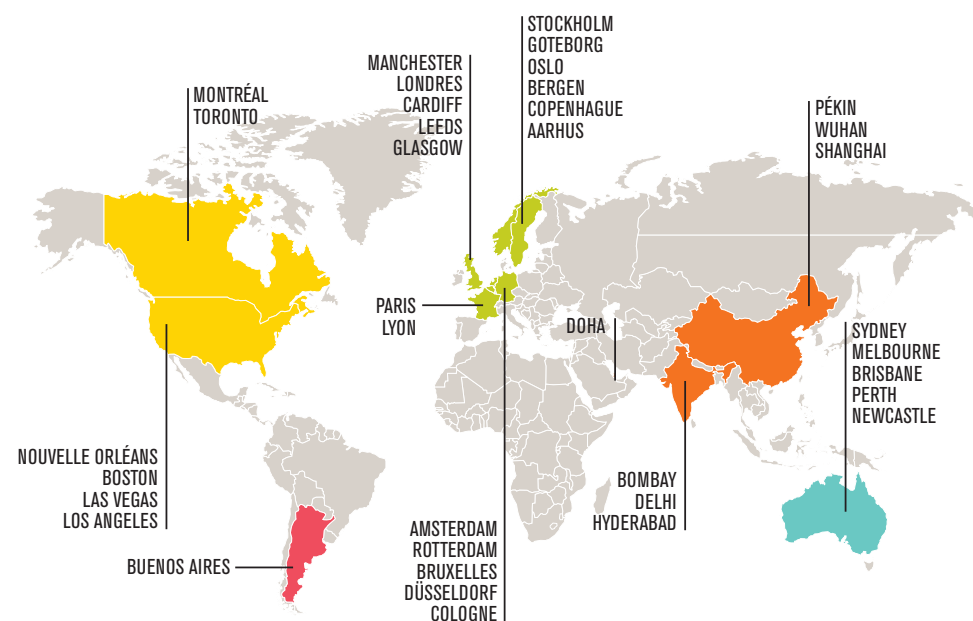 STOCKHOLM
GOTEBORG
OSLO
BERGEN
COPENHAGUE
AARHUS
MANCHESTER
LONDRES
CARDIFF
LEEDS
GLASGOW
MONTRÉAL
TORONTO
PÉKIN
WUHAN
SHANGHAI
PARIS
LYON
DOHA
SYDNEY
MELBOURNE
BRISBANE
PERTH
NEWCASTLE
NOUVELLE ORLÉANS
BOSTON
LAS VEGAS
LOS ANGELES
BOMBAY
DELHI
HYDERABAD
AMSTERDAM
ROTTERDAM
BRUXELLES
DÜSSELDORF
COLOGNE
BUENOS AIRES